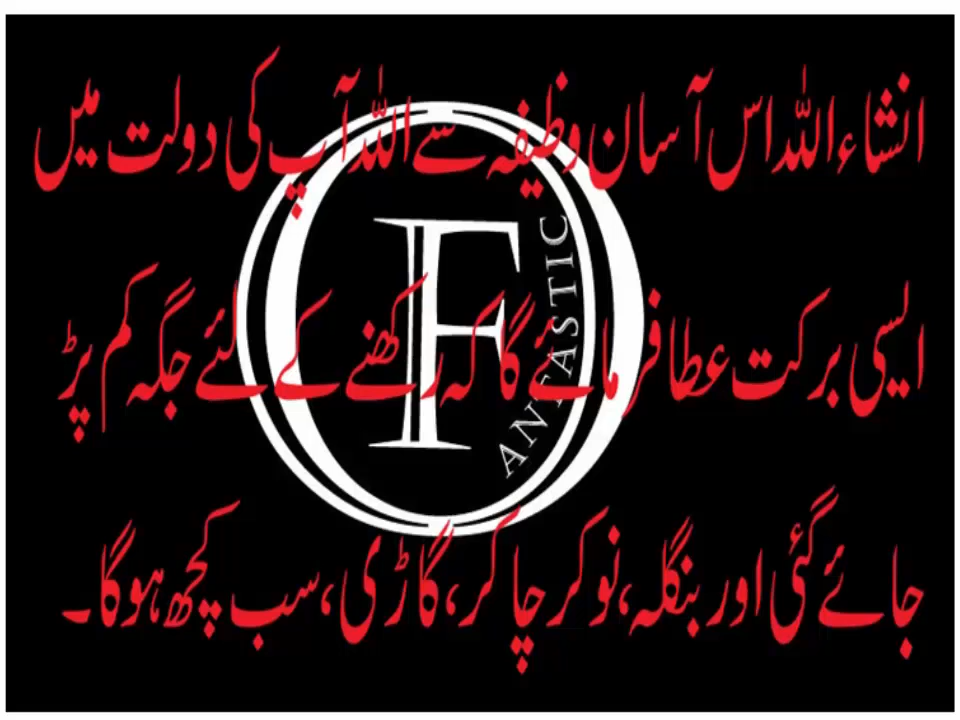 انشاءاللہ اس آسان وظیفہ سے اللہ آپ کی دولت میں
ایسی برکت عطا فرمائے گا کہ رکھنے کے لئے جگہ کم پڑ
جائے گئی اور بنگلہ، نوکر چاکر، گاڑی، سب کچھ ہوگا۔
F
ANTASTIC